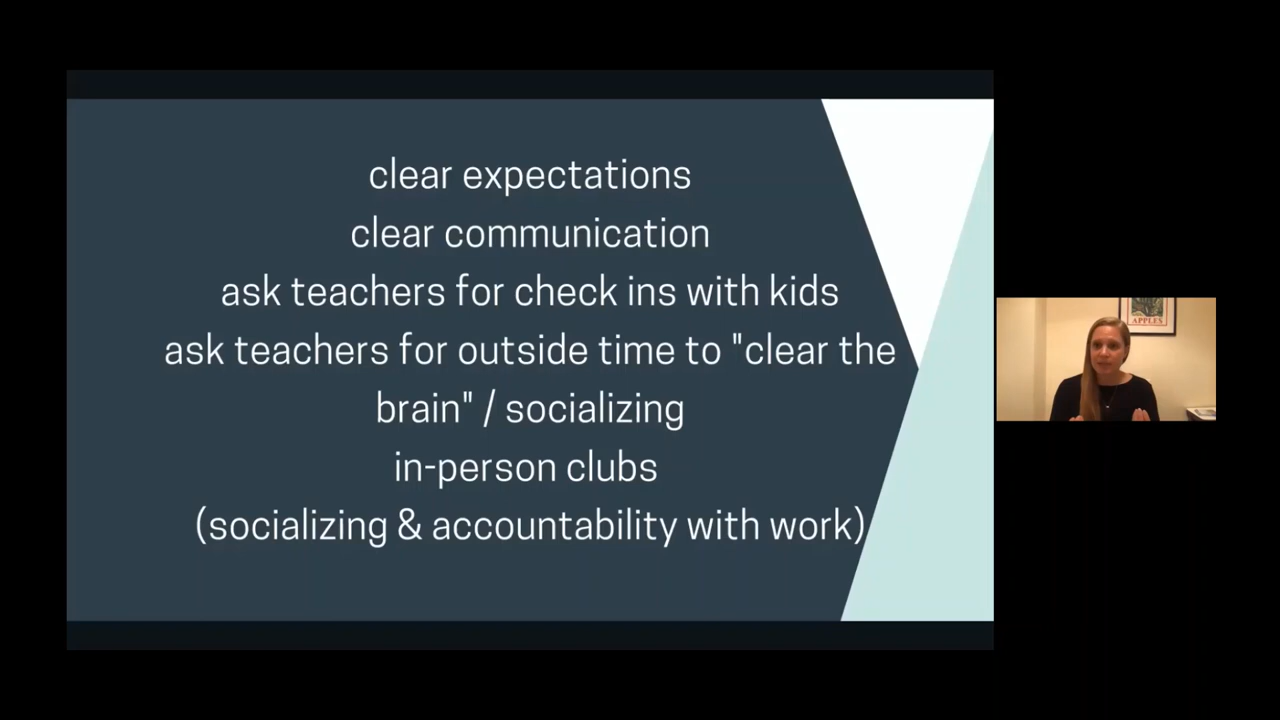 clear expectations
clear communication
ask teachers for check ins with kids
ask teachers for outside time to "clear the
brain" / socializing
in-person clubs
(socializing & accountability with work)
APPLES